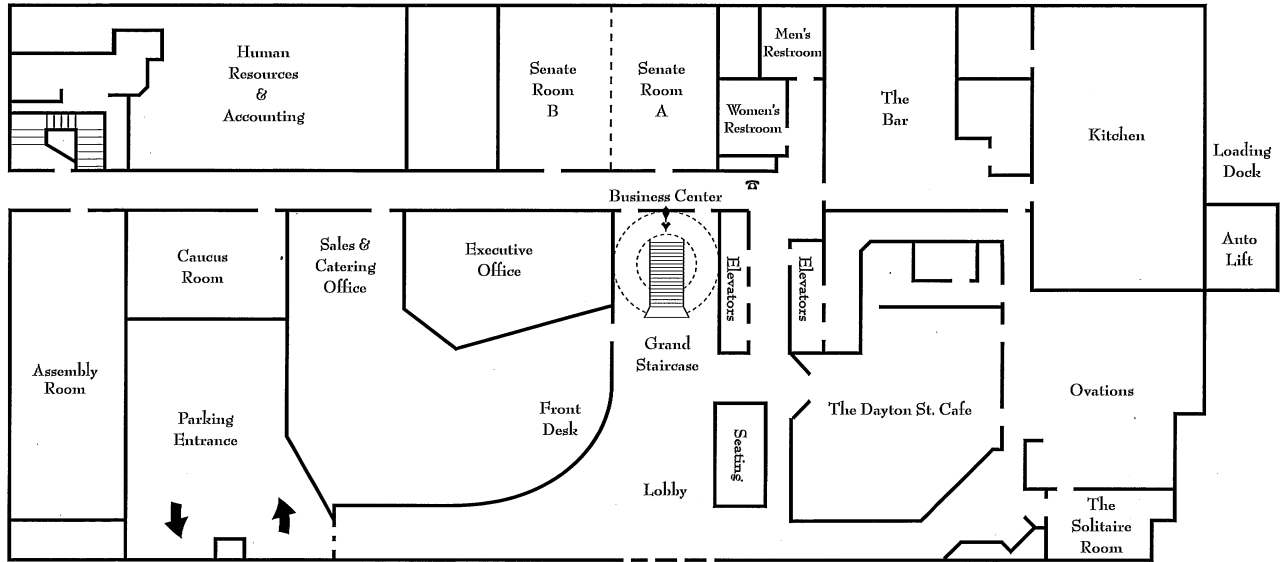 Human
Resources
&
Accounting
Senate
Room
B
Senate
Room
A
Men's
Restroom
Women's
Restroom
The
Bar
Kitchen
Loading
Dock
Business Center
Caucus
Room
Sales &
Catering
Office
Executive
Office
Elevators
Elevators
Auto
Lift
Grand
Staircase
Assembly
Room
Parking
Entrance
Front
Desk
The Dayton St. Cafe
Ovations
Seating
Lobby
The
Solitaire
Room